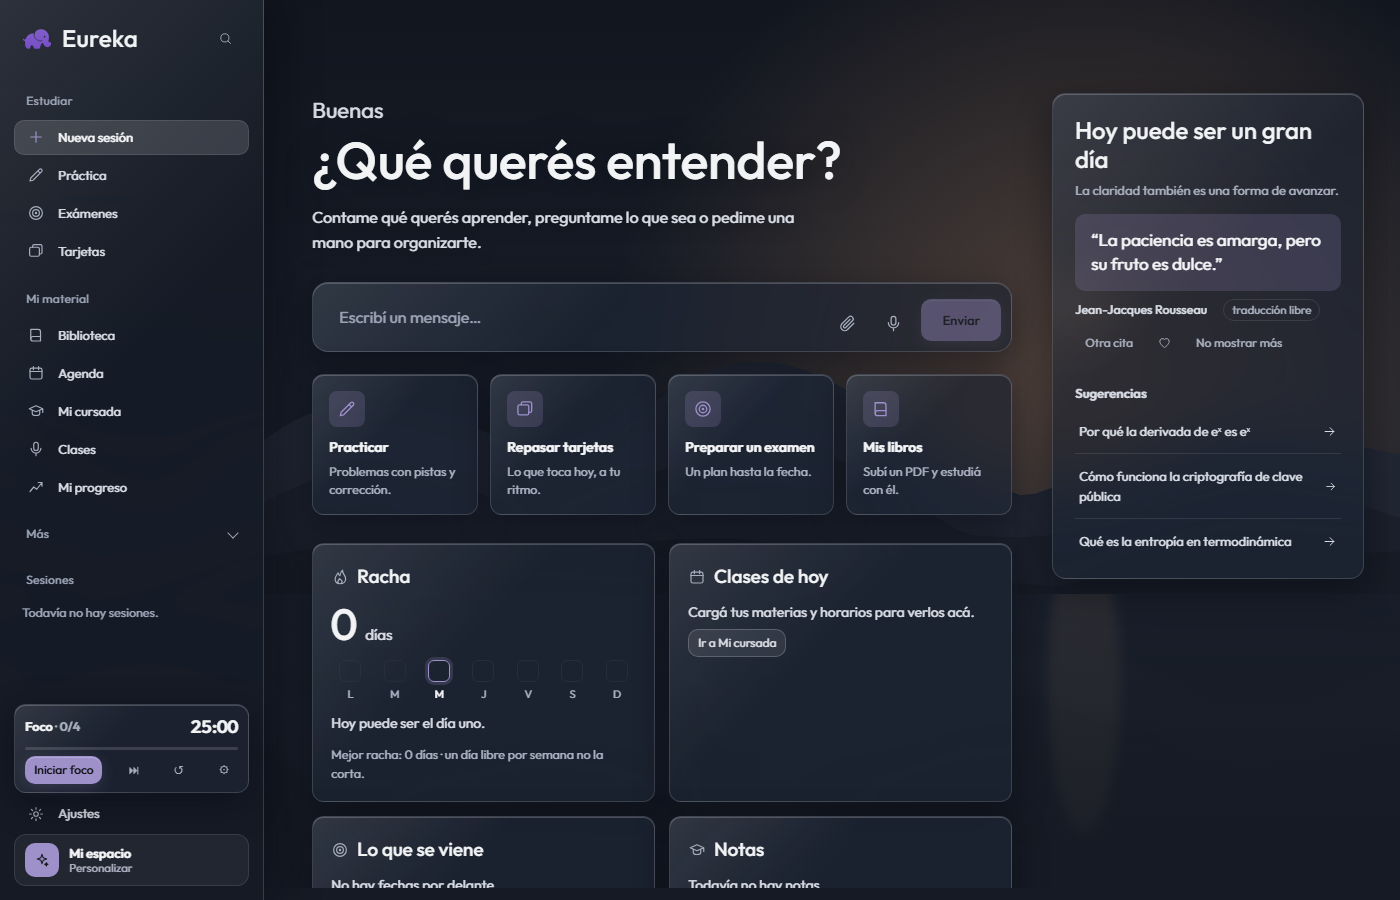 Eureka
Estudiar
Nueva sesión
Práctica
Exámenes
Tarjetas
Mi material
Biblioteca
Agenda
Mi cursada
Clases
Mi progreso
Más
Sesiones
Todavía no hay sesiones.
Foco · 0/4
25:00
Iniciar foco
Ajustes
Mi espacio
Personalizar
Buenas
¿Qué querés entender?
Contame qué querés aprender, preguntame lo que sea o pedime una
mano para organizarte.
Escribí un mensaje...
Enviar
Practicar
Problemas con pistas y
corrección.
Repasar tarjetas
Lo que toca hoy, a tu
ritmo.
Preparar un examen
Un plan hasta la fecha.
Mis libros
Subí un PDF y estudiá
con él.
Racha
0 días
L M M J V S D
Hoy puede ser el día uno.
Mejor racha: 0 días · un día libre por semana no la
corta.
Clases de hoy
Cargá tus materias y horarios para verlos acá.
Ir a Mi cursada
Lo que se viene
No hay fechas por delante
Notas
Todavía no hay notas
Hoy puede ser un gran
día
La claridad también es una forma de avanzar.
“La paciencia es amarga, pero
su fruto es dulce.”
Jean-Jacques Rousseau
traducción libre
Otra cita
No mostrar más
Sugerencias
Por qué la derivada de eˣ es eˣ
Cómo funciona la criptografía de clave
pública
Qué es la entropía en termodinámica